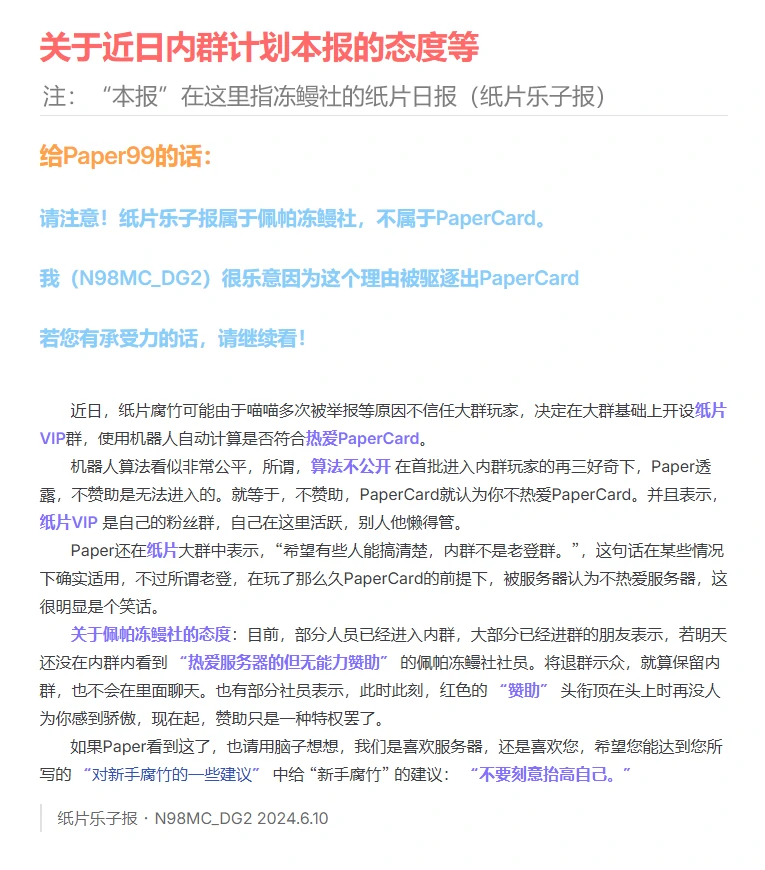 关于近日内群计划本报的态度等
注：“本报”在这里指冻鳗社的纸片日报（纸片乐子报）
给Paper99的话：
请注意！纸片乐子报属于佩帕冻鳗社，不属于PaperCard。
我（N98MC_DG2）很乐意因为这个理由被驱逐出PaperCard
若您有承受力的话，请继续看！
近日，纸片腐竹可能由于喵喵多次被举报等原因不信任大群玩家，决定在大群基础上开设纸片
VIP群，使用机器人自动计算是否符合热爱PaperCard。
机器人算法看似非常公平，所谓，算法不公开 在首批进入内群玩家的再三好奇下，Paper透
露，不赞助是无法进入的。就等于，不赞助，PaperCard就认为你不热爱PaperCard。并且表示，
纸片VIP 是自己的粉丝群，自己在这里活跃，别人他懒得管。
Paper还在纸片大群中表示，“希望有些人能搞清楚，内群不是老登群。”，这句话在某些情况
下确实适用，不过所谓老登，在玩了那么久PaperCard的前提下，被服务器认为不热爱服务器，这
很明显是个笑话。
关于佩帕冻鳗社的态度：目前，部分人员已经进入内群，大部分已经进群的朋友表示，若明天
还没在内群内看到 “热爱服务器的但无能力赞助” 的佩帕冻鳗社社员。将退群示众，就算保留内
群，也不会在里面聊天。也有部分社员表示，此时此刻，红色的 “赞助” 头衔顶在头上时再没人
为你感到骄傲，现在起，赞助只是一种特权罢了。
如果Paper看到这了，也请用脑子想想，我们是喜欢服务器，还是喜欢您，希望您能达到您所
写的 “对新手腐竹的一些建议” 中给 “新手腐竹” 的建议： “不要刻意抬高自己。”
纸片乐子报 · N98MC_DG2 2024.6.10